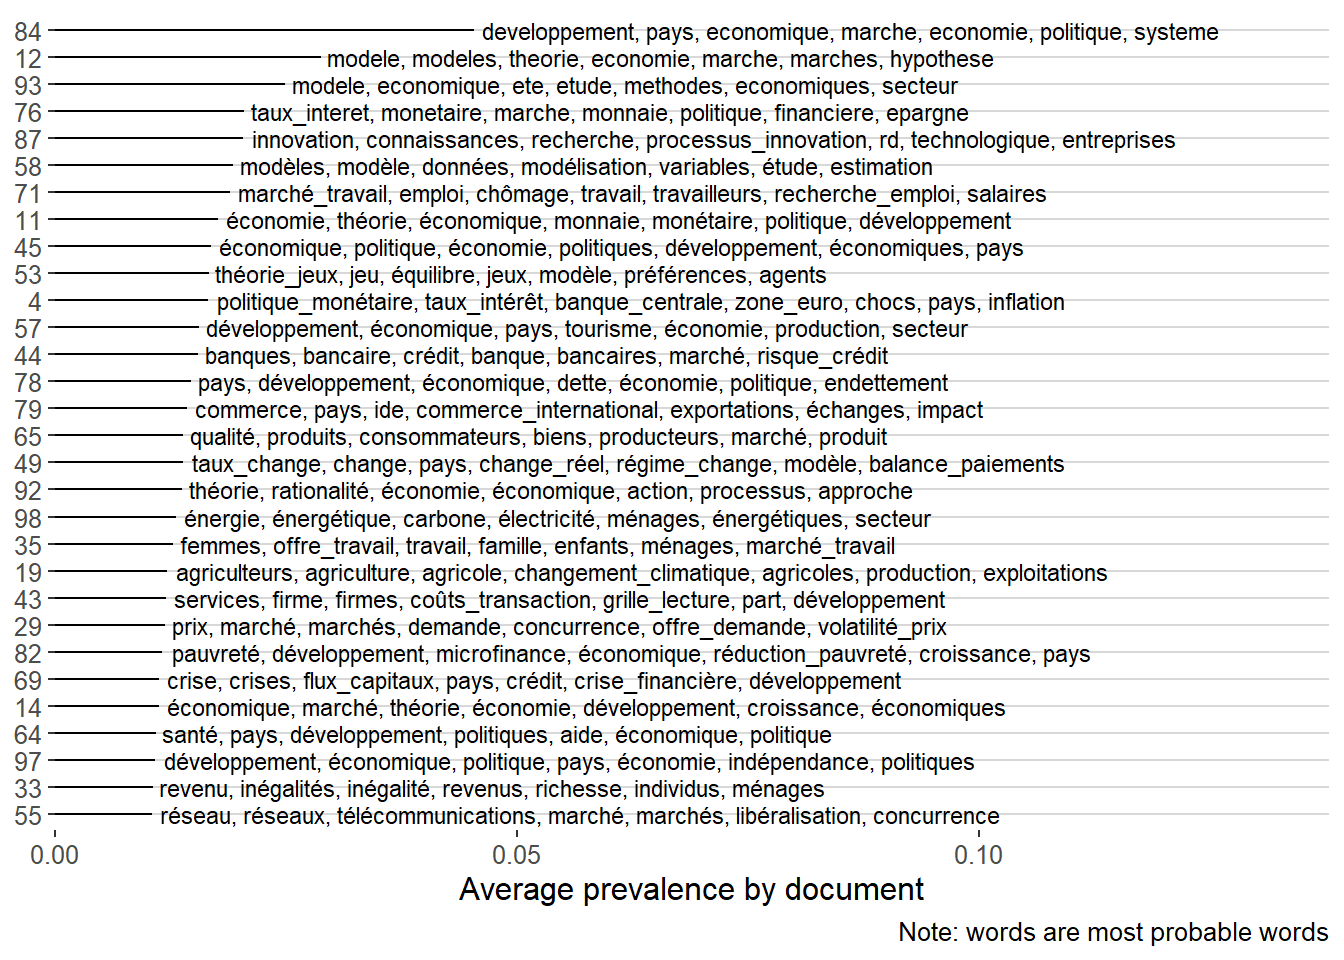 84 developpement, pays, economique, marche, economie, politique, systeme
12 modele, modeles, theorie, economie, marche, marches, hypothese
93 modele, economique, ete, etude, methodes, economiques, secteur
76 taux_interet, monetaire, marche, monnaie, politique, financiere, epargne
87 innovation, connaissances, recherche, processus_innovation, rd, technologique, entreprises
58 modèles, modèle, données, modélisation, variables, étude, estimation
71 marché_travail, emploi, chômage, travail, travailleurs, recherche_emploi, salaires
11 économie, théorie, économique, monnaie, monétaire, politique, développement
45 économique, politique, économie, politiques, développement, économiques, pays
53 théorie_jeux, jeu, équilibre, jeux, modèle, préférences, agents
4 politique_monétaire, taux_intérêt, banque_centrale, zone_euro, chocs, pays, inflation
57 développement, économique, pays, tourisme, économie, production, secteur
44 banques, bancaire, crédit, banque, bancaires, marché, risque_crédit
78 pays, développement, économique, dette, économie, politique, endettement
79 commerce, pays, ide, commerce_international, exportations, échanges, impact
65 qualité, produits, consommateurs, biens, producteurs, marché, produit
49 taux_change, change, pays, change_réel, régime_change, modèle, balance_paiements
92 théorie, rationalité, économie, économique, action, processus, approche
98 énergie, énergétique, carbone, électricité, ménages, énergétiques, secteur
35 femmes, offre_travail, travail, famille, enfants, ménages, marché_travail
19 agriculteurs, agriculture, agricole, changement_climatique, agricoles, production, exploitations
43 services, firme, firmes, coûts_transaction, grille_lecture, part, développement
29 prix, marché, marchés, demande, concurrence, offre_demande, volatilité_prix
82 pauvreté, développement, microfinance, économique, réduction_pauvreté, croissance, pays
69 crise, crises, flux_capitaux, pays, crédit, crise_financière, développement
14 économique, marché, théorie, économie, développement, croissance, économiques
64 santé, pays, développement, politiques, aide, économique, politique
97 développement, économique, politique, pays, économie, indépendance, politiques
33 revenu, inégalités, inégalité, revenus, richesse, individus, ménages
55 réseau, réseaux, télécommunications, marché, marchés, libéralisation, concurrence
0.00 0.05 0.10
Average prevalence by document
Note: words are most probable words